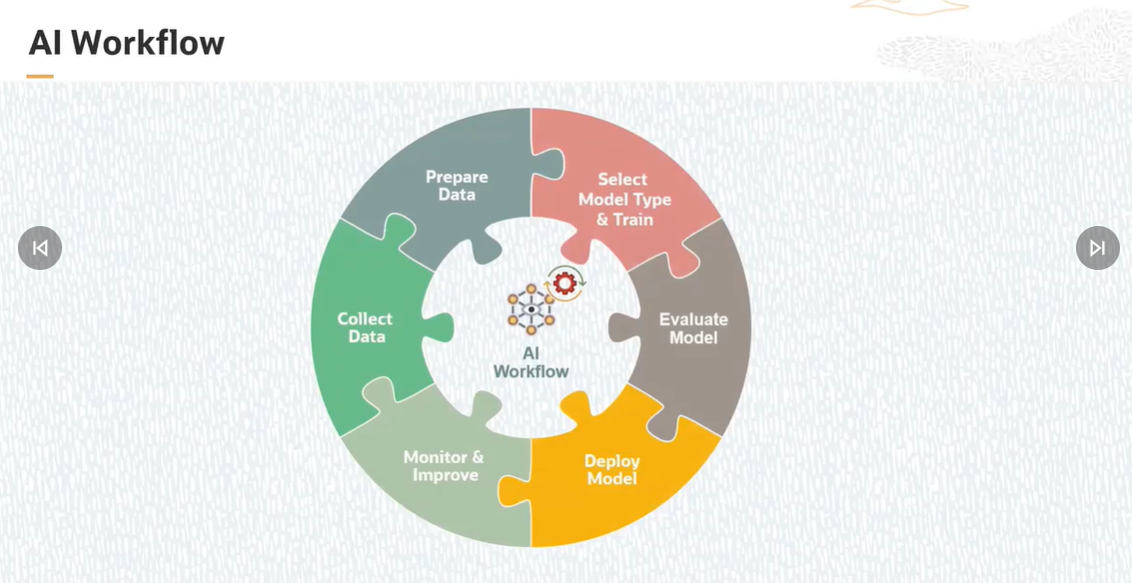 AI Workflow
Prepare
Data
Select
Model Type
& Train
Collect
Data
Evaluate
Model
AI
Workflow
Monitor &
Improve
Deploy
Model